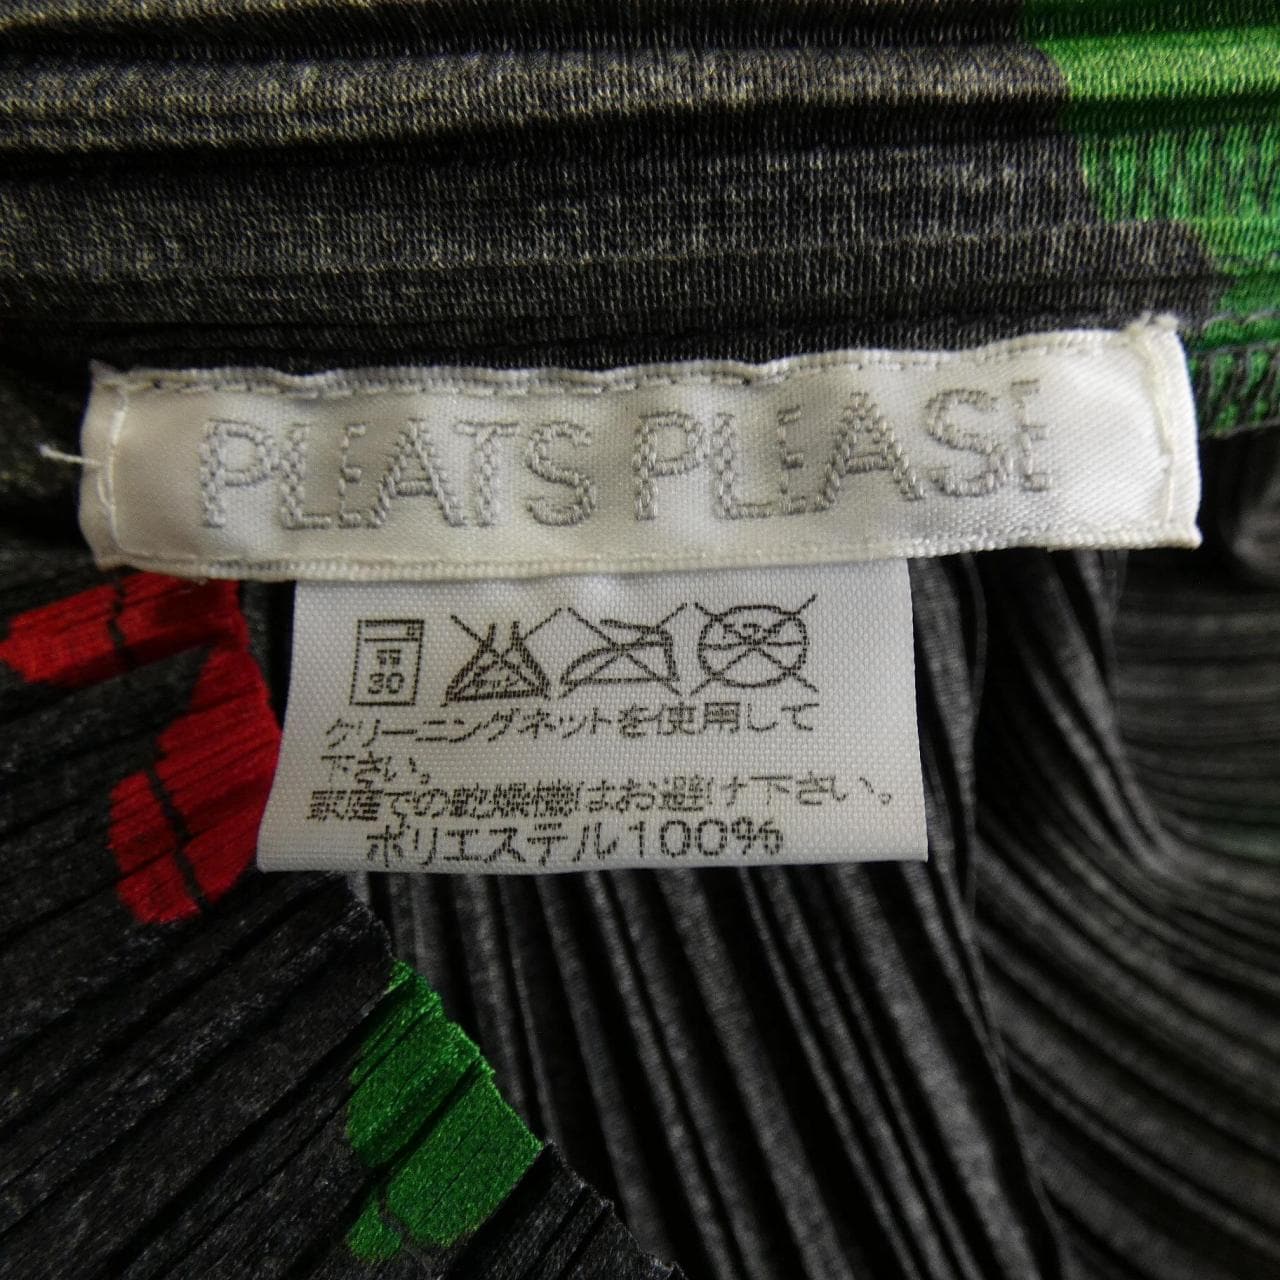 PLEATS PLEASE
弱
30
クリーニングネットを使用して
下さい。
家庭での乾燥機はお避け下さい。
ポリエステル100%